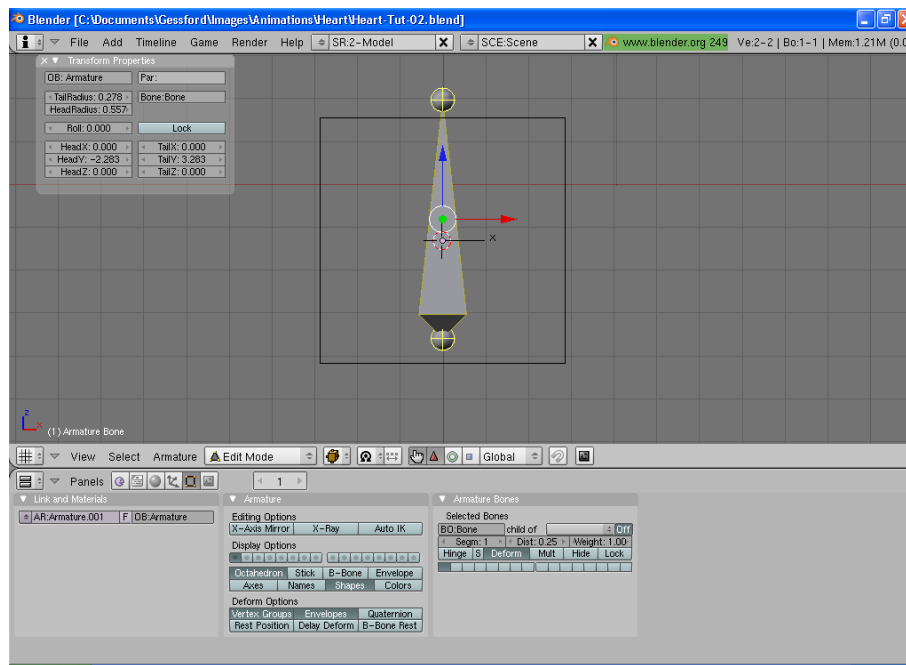 Blender [C:\Documents\Gessford\Images\Animations\Heart\Heart-Tut-02.blend]
File Add Timeline Game Render Help SR:2-Model X SCE:Scene X www.blender.org 249 Ve:2-2 | Bo:1-1 | Mem:1.21M (0.0
X Transform Properties
OB: Armature Par:
TailRadius: 0.278 Bone:Bone
HeadRadius: 0.557
Roll: 0.000 Lock
HeadX: 0.000 TailX: 0.000
HeadY: -2.283 TailY: 3.283
HeadZ: 0.000 TailZ: 0.000
x
z
x
(1) Armature Bone
View Select Armature Edit Mode Global
Panels 1
Link and Materials Armature Armature Bones
AR:Armature.001 F OB:Armature
Editing Options
X-Axis Mirror X-Ray Auto IK
Display Options
Octahedron Stick B-Bone Envelope
Axes Names Shapes Colors
Deform Options
Vertex Groups Envelopes Quaternion
Rest Position Delay Deform B-Bone Rest
Selected Bones
BO:Bone child of Off
Segm: 1 Dist: 0.25 Weight: 1.00
Hinge S Deform Mult Hide Lock